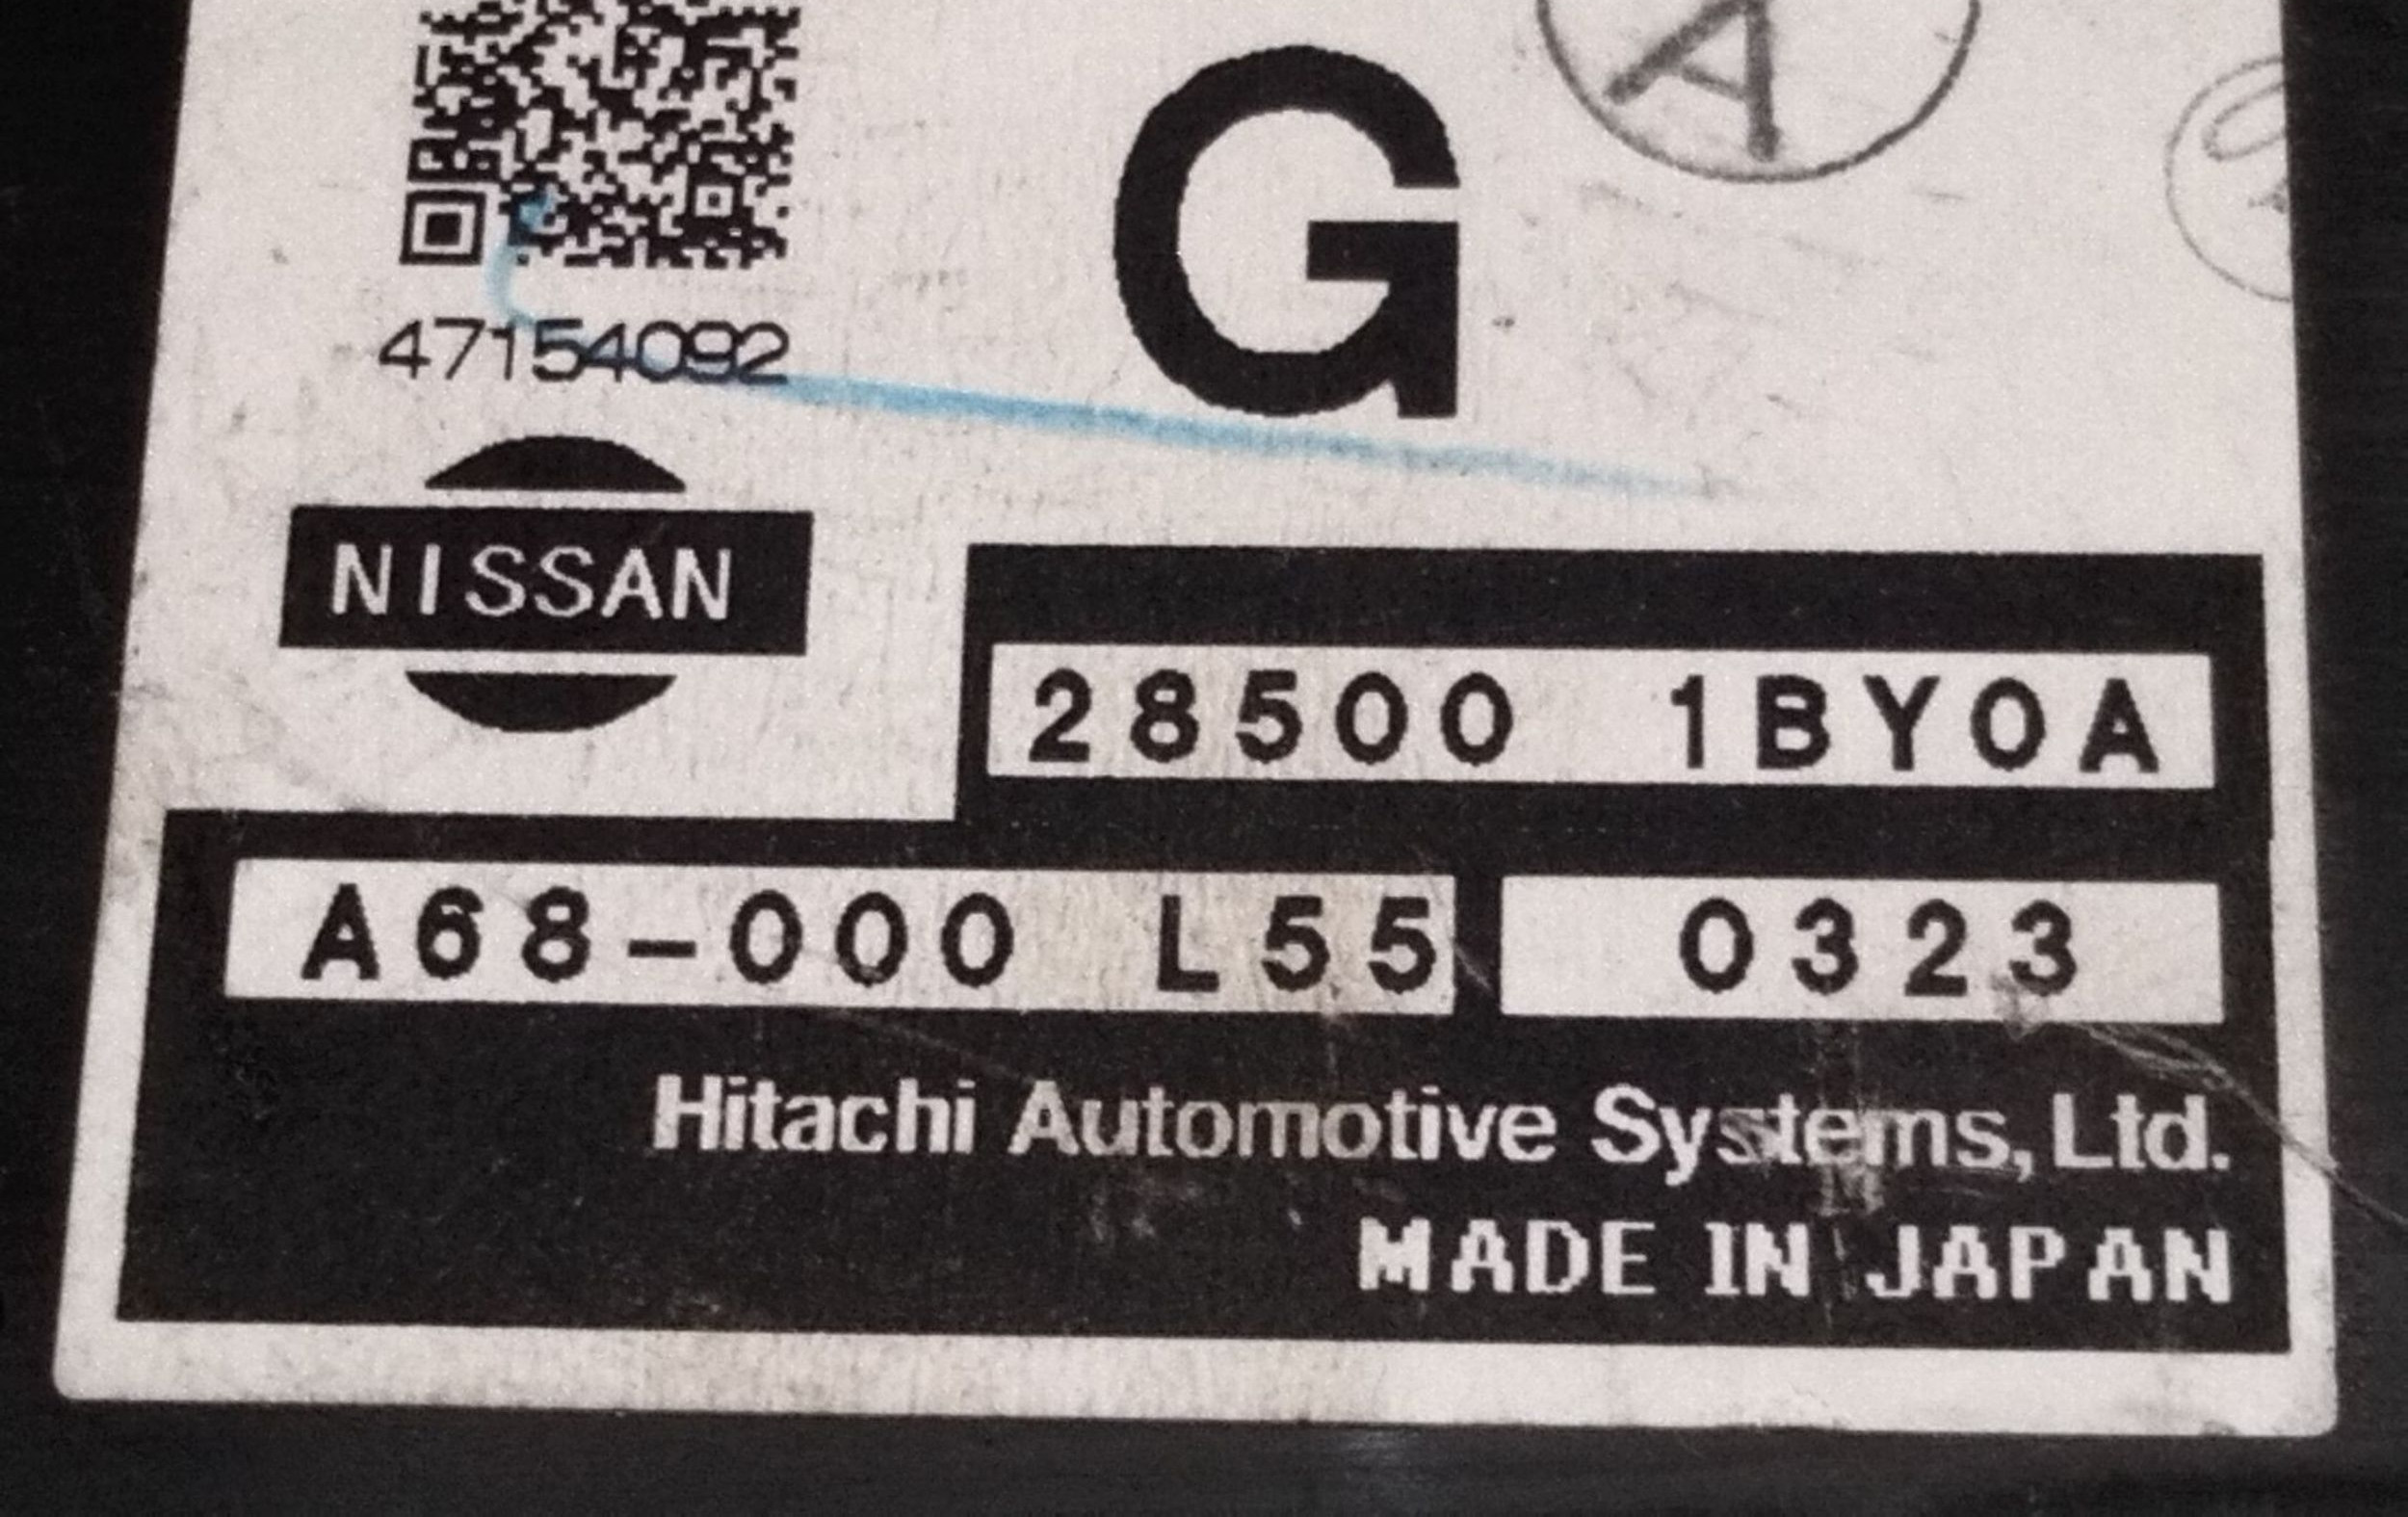 A
G
47154092
NISSAN
28500 1BY0A
A68-000 L55 0323
Hitachi Automotive Systems, Ltd.
MADE IN JAPAN